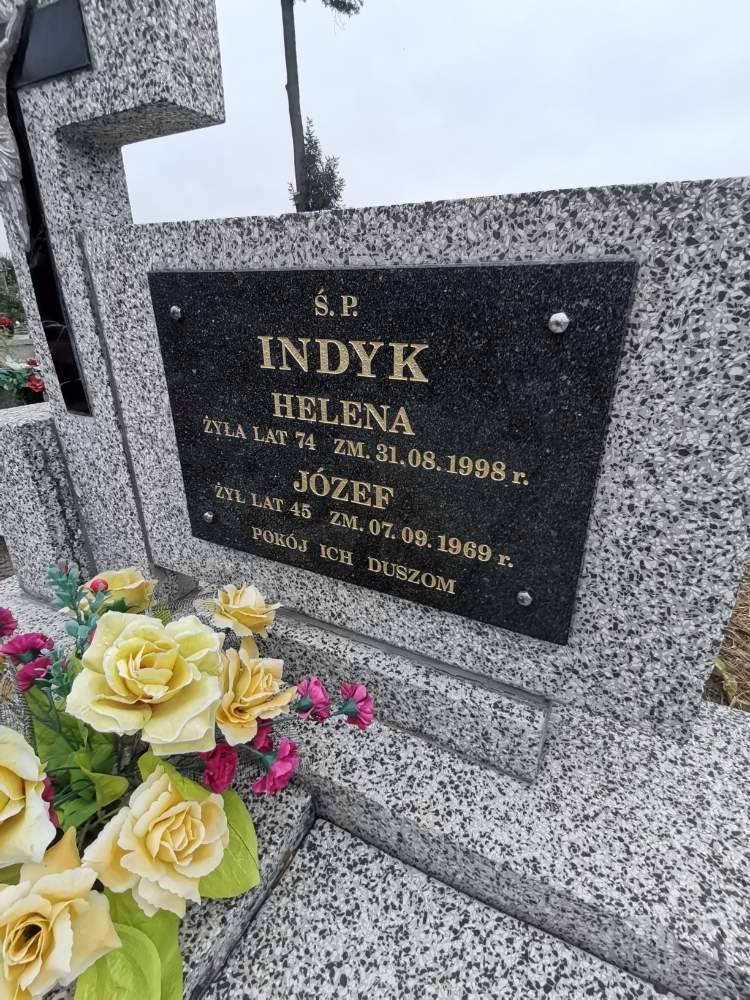 Ś. P.
INDYK
HELENA
ŻYŁA LAT 74 ZM. 31.08.1998 r.
JÓZEF
ŻYŁ LAT 45 ZM. 07.09.1969 r.
POKÓJ ICH DUSZOM